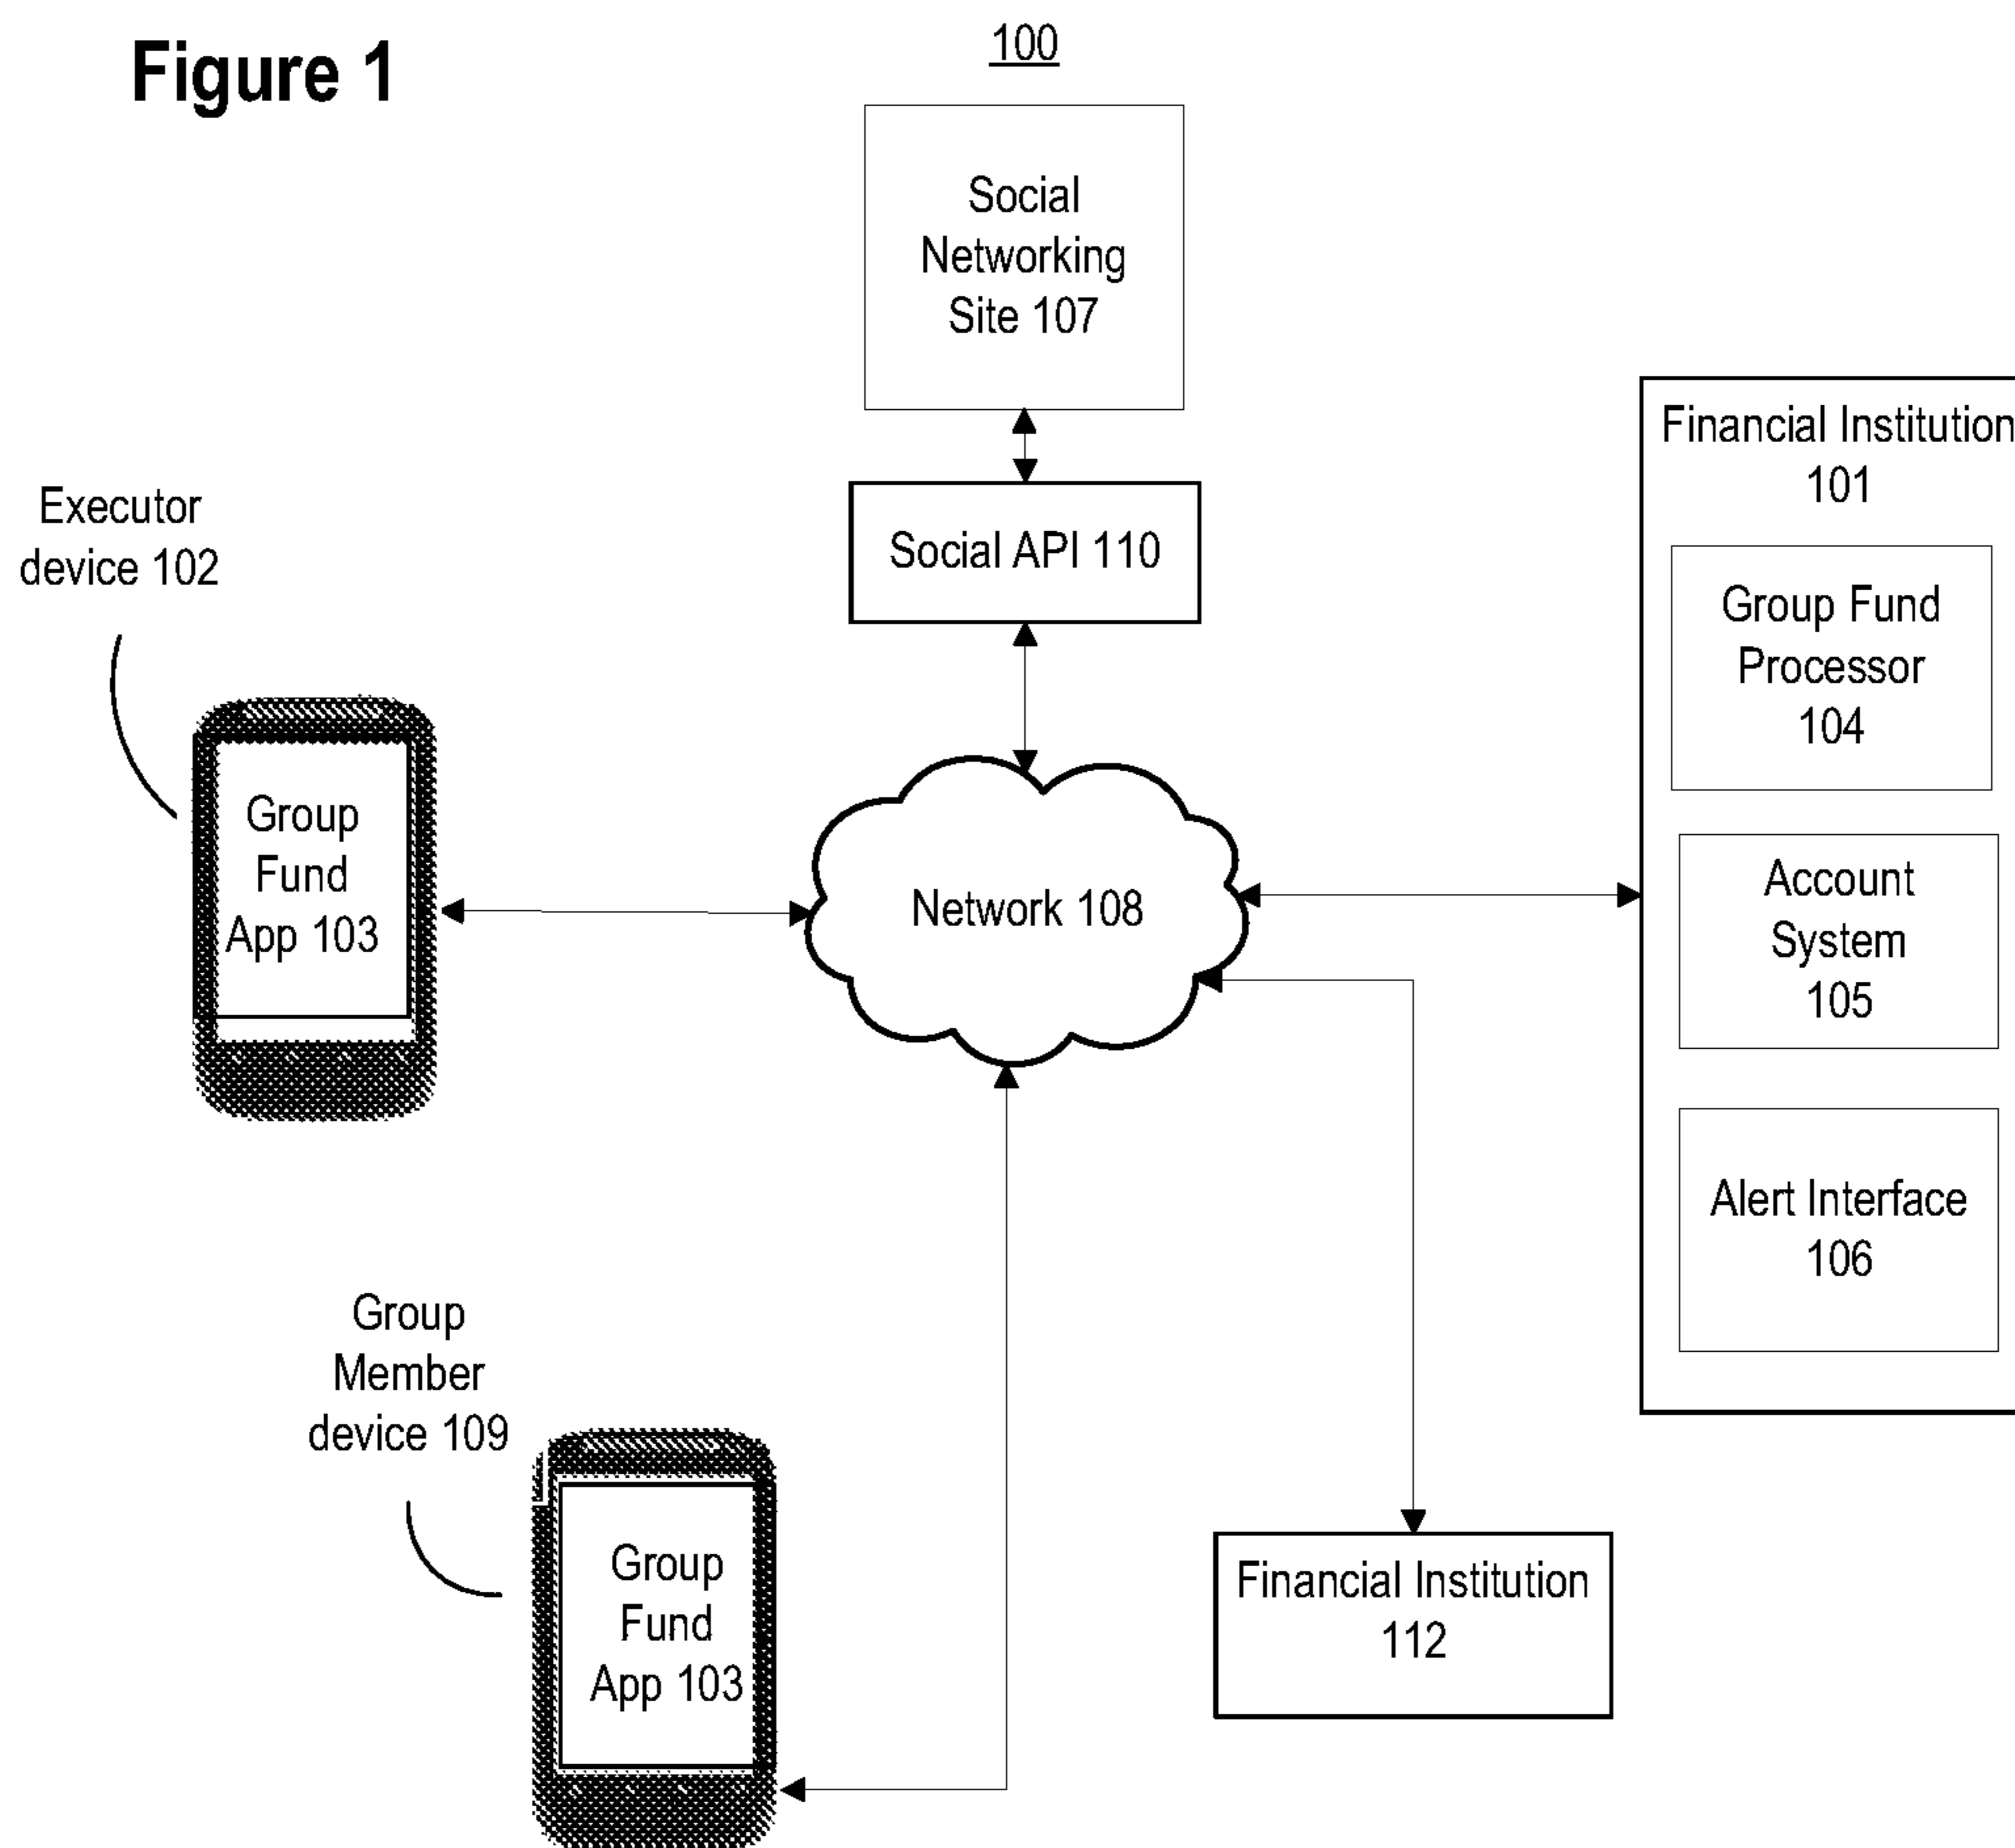 Figure 1
100
Social
Networking
Site 107
Social API 110
Executor
device 102
Group
Fund
App 103
Network 108
Financial Institution
101
Group Fund
Processor
104
Account
System
105
Alert Interface
106
Group
Member
device 109
Group
Fund
App 103
Financial Institution
112